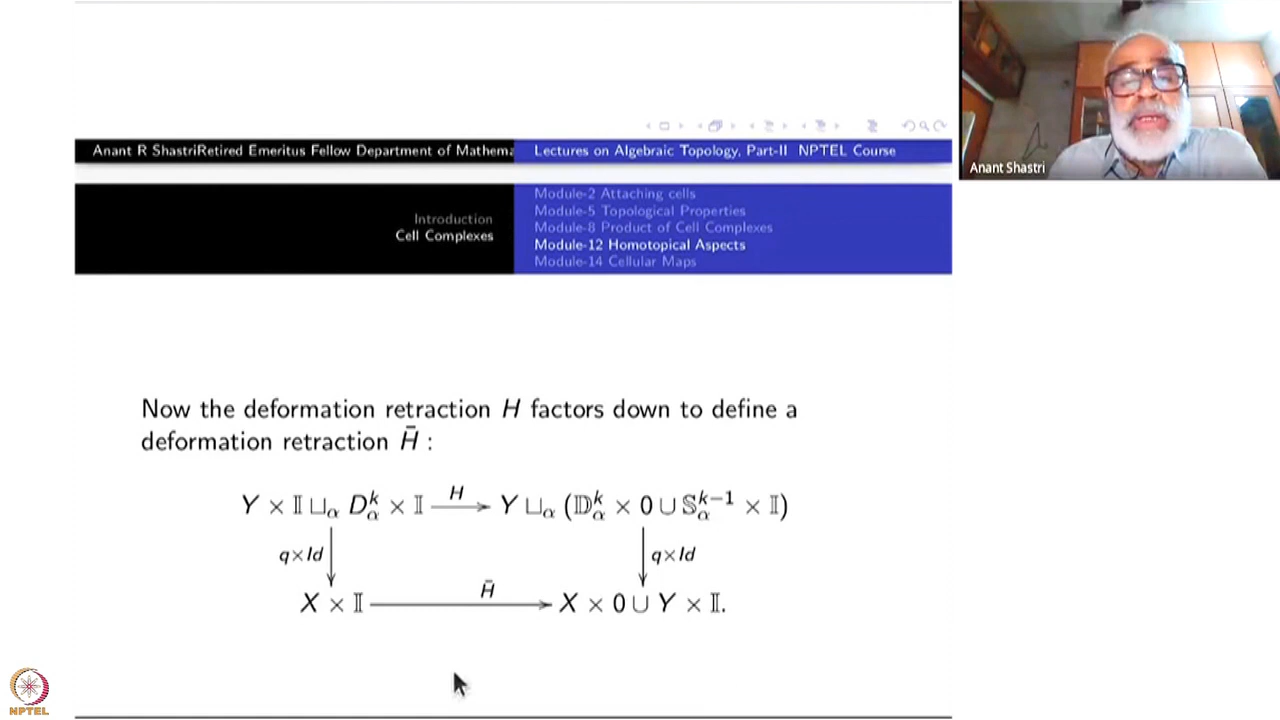 Anant R ShastriRetired Emeritus Fellow Department of Mathema
Lectures on Algebraic Topology, Part-II NPTEL Course
Introduction
Cell Complexes
Module-2 Attaching cells
Module-5 Topological Properties
Module-8 Product of Cell Complexes
Module-12 Homotopical Aspects
Module-14 Cellular Maps
Anant Shastri
Now the deformation retraction H factors down to define a
deformation retraction H̄ :
Y × 𝕀 ⊔_α D^k_α × 𝕀 —H→ Y ⊔_α (𝔻^k_α × 0 ∪ 𝕊^{k−1}_α × 𝕀)
q×Id q×Id
X × 𝕀 —H̄→ X × 0 ∪ Y × 𝕀.
NPTEL